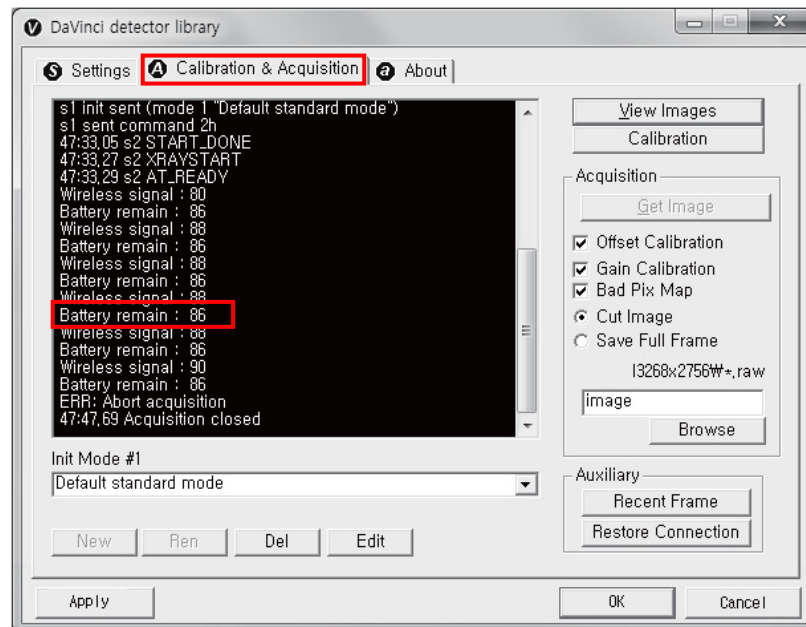 DaVinci detector library
Settings
Calibration & Acquisition
About
s1 init sent (mode 1 "Default standard mode")
s1 sent command 2h
47:33,05 s2 START_DONE
47:33,27 s2 XRAYSTART
47:33,29 s2 AT_READY
Wireless signal : 80
Battery remain : 86
Wireless signal : 88
Battery remain : 86
Wireless signal : 88
Battery remain : 86
Wireless signal : 88
Battery remain : 86
Wireless signal : 88
Battery remain : 86
Wireless signal : 90
Battery remain : 86
ERR: Abort acquisition
47:47,69 Acquisition closed
Init Mode #1
Default standard mode
New
Ren
Del
Edit
View Images
Calibration
Acquisition
Get Image
Offset Calibration
Gain Calibration
Bad Pix Map
Cut Image
Save Full Frame
I3268x2756₩*,raw
image
Browse
Auxiliary
Recent Frame
Restore Connection
Apply
OK
Cancel